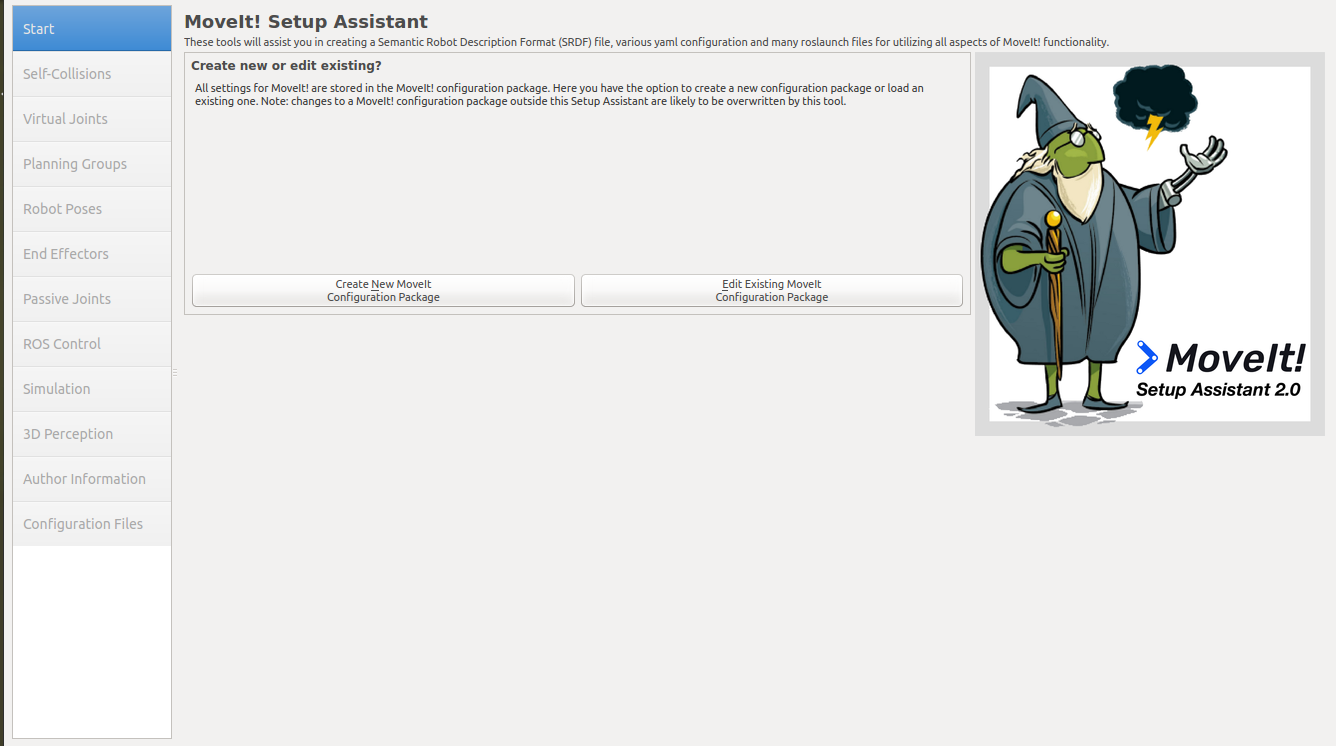 Start
Self-Collisions
Virtual Joints
Planning Groups
Robot Poses
End Effectors
Passive Joints
ROS Control
Simulation
3D Perception
Author Information
Configuration Files
MoveIt! Setup Assistant
These tools will assist you in creating a Semantic Robot Description Format (SRDF) file, various yaml configuration and many roslaunch files for utilizing all aspects of MoveIt! functionality.
Create new or edit existing?
All settings for MoveIt! are stored in the MoveIt! configuration package. Here you have the option to create a new configuration package or load an
existing one. Note: changes to a MoveIt! configuration package outside this Setup Assistant are likely to be overwritten by this tool.
Create New MoveIt
Configuration Package
Edit Existing MoveIt
Configuration Package
MoveIt!
Setup Assistant 2.0